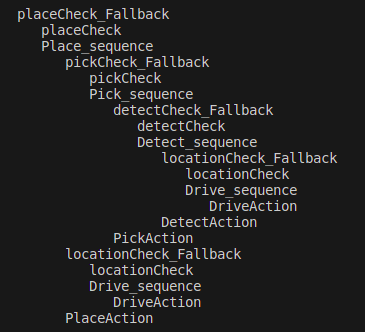 placeCheck_Fallback
placeCheck
Place_sequence
pickCheck_Fallback
pickCheck
Pick_sequence
detectCheck_Fallback
detectCheck
Detect_sequence
locationCheck_Fallback
locationCheck
Drive_sequence
DriveAction
DetectAction
PickAction
locationCheck_Fallback
locationCheck
Drive_sequence
DriveAction
PlaceAction